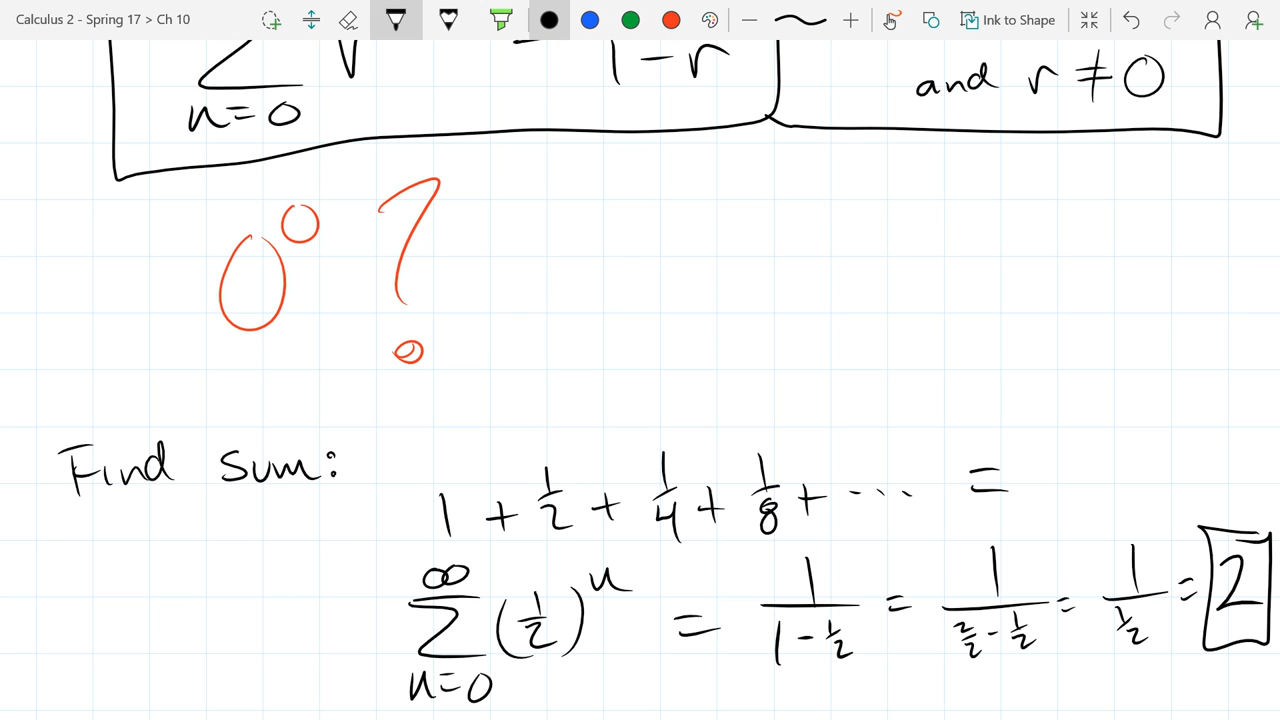 Calculus 2 - Spring 17 > Ch 10
Ink to Shape
∑ r = 1 - r
n=0
and r ≠ 0
0⁰ ?
Find sum:
1 + 1/2 + 1/4 + 1/8 + ... =
∞
∑ (1/2)ⁿ = 1/(1 - 1/2) = 1/(2/2 - 1/2) = 1/(1/2) = 2
n=0